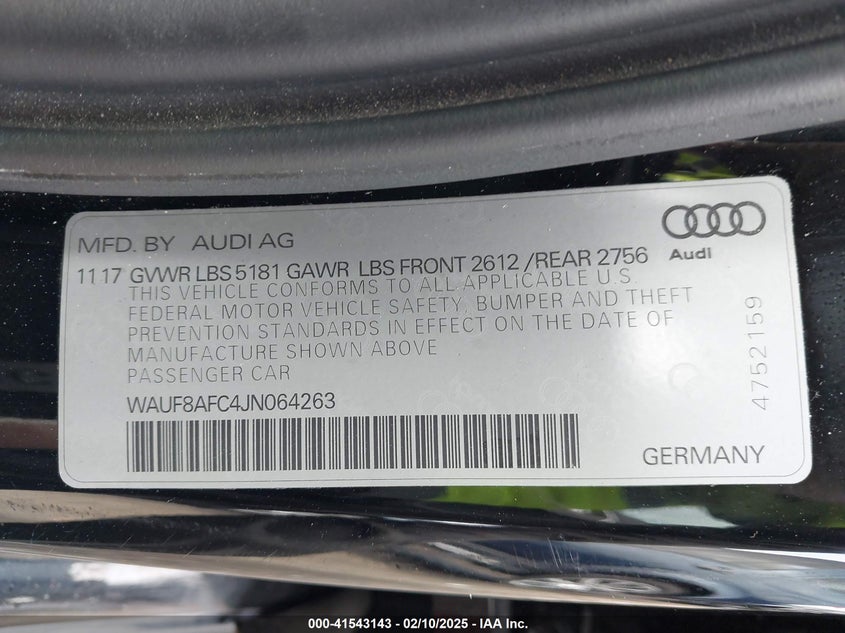 MFD. BY AUDI AG
Audi
11 17 GVWR LBS 5181 GAWR LBS FRONT 2612 /REAR 2756
THIS VEHICLE CONFORMS TO ALL APPLICABLE U.S.
FEDERAL MOTOR VEHICLE SAFETY, BUMPER AND THEFT
PREVENTION STANDARDS IN EFFECT ON THE DATE OF
MANUFACTURE SHOWN ABOVE
PASSENGER CAR
WAUF8AFC4JN064263
4752159
GERMANY
000-41543143 - 02/10/2025 - IAA Inc.